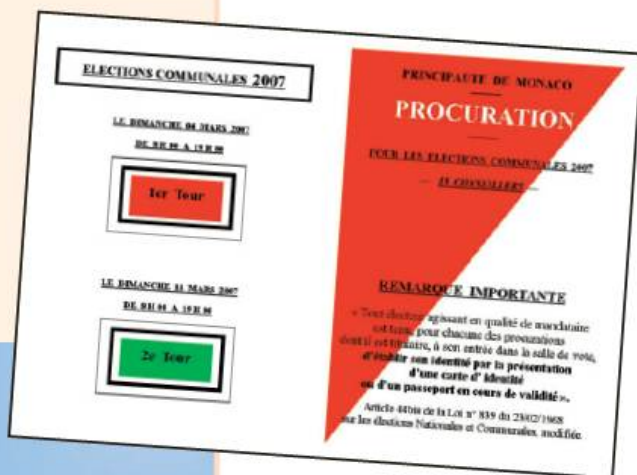 ELECTIONS COMMUNALES 2007
LE DIMANCHE 04 MARS 2007
DE 8H 00 A 19H 00
1er Tour
LE DIMANCHE 11 MARS 2007
DE 8H 00 A 19H 00
2e Tour
PRINCIPAUTE DE MONACO
PROCURATION
POUR LES ELECTIONS COMMUNALES 2007
— 15 CONSEILLERS —
REMARQUE IMPORTANTE
« Tout électeur agissant en qualité de mandataire
est tenu, pour chacune des procurations
dont il est titulaire, à son entrée dans la salle de vote,
d'établir son identité par la présentation
d'une carte d' identité
ou d'un passeport en cours de validité ».
Article 44bis de la Loi n° 839 du 23/02/1968
sur les élections Nationales et Communales, modifiée.